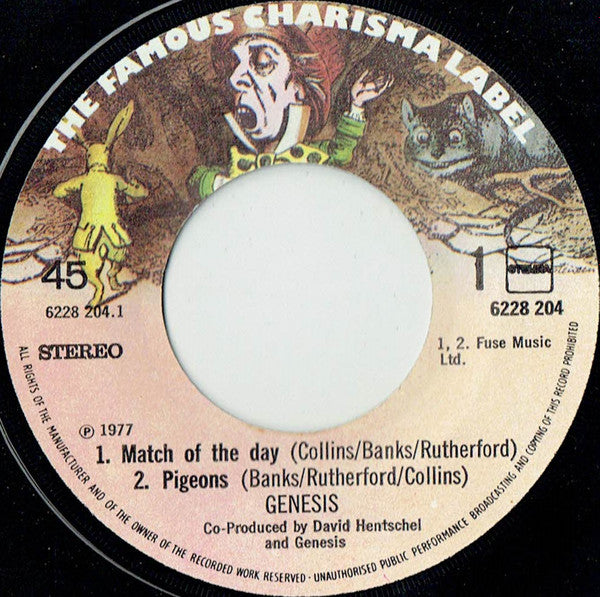 THE FAMOUS CHARISMA LABEL
45
6228 204.1
STEREO
1
STEMRA
6228 204
1, 2. Fuse Music
Ltd.
℗ 1977
1. Match of the day (Collins/Banks/Rutherford)
2. Pigeons (Banks/Rutherford/Collins)
GENESIS
Co-Produced by David Hentschel
and Genesis
ALL RIGHTS OF THE MANUFACTURER AND OF THE OWNER OF THE RECORDED WORK RESERVED · UNAUTHORISED PUBLIC PERFORMANCE BROADCASTING AND COPYING OF THIS RECORD PROHIBITED